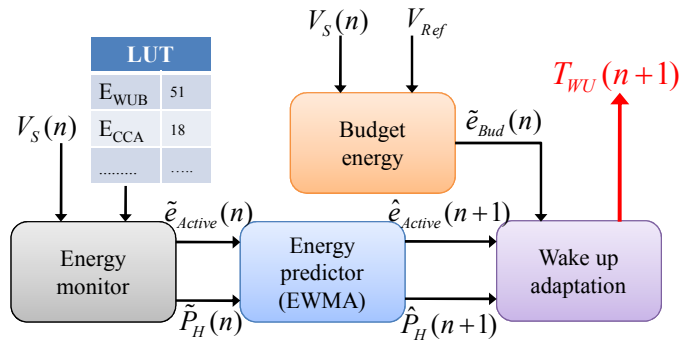 V_S(n)
V_Ref
LUT
E_WUB 51
E_CCA 18
......... .....
V_S(n)
T_WU(n+1)
Budget
energy
ẽ_Bud(n)
ẽ_Active(n)
ê_Active(n+1)
Energy
monitor
Energy
predictor
(EWMA)
Wake up
adaptation
P̃_H(n)
P̂_H(n+1)